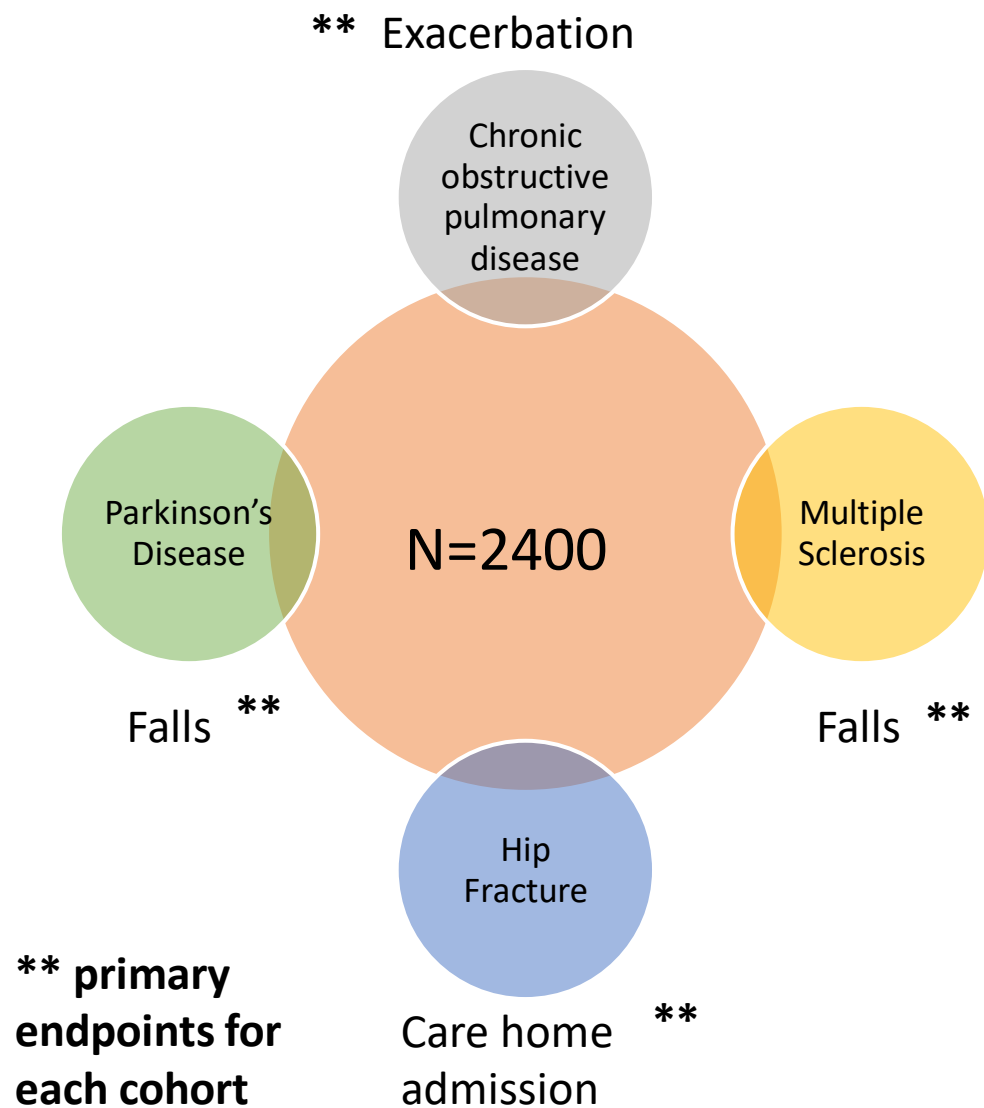 ** Exacerbation
Chronic
obstructive
pulmonary
disease
Parkinson’s
Disease
N=2400
Multiple
Sclerosis
Falls **
Falls **
Hip
Fracture
** primary
endpoints for
each cohort
Care home **
admission